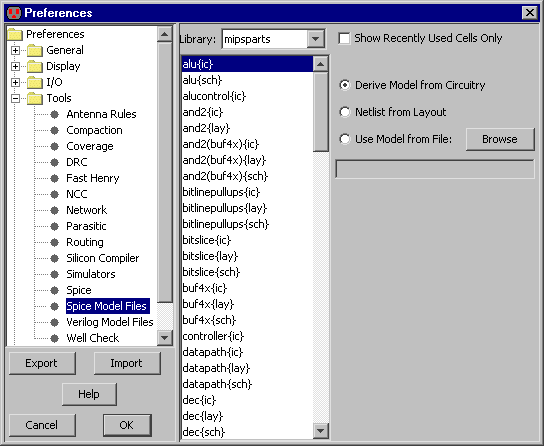 Preferences
Preferences
General
Display
I/O
Tools
Antenna Rules
Compaction
Coverage
DRC
Fast Henry
NCC
Network
Parasitic
Routing
Silicon Compiler
Simulators
Spice
Spice Model Files
Verilog Model Files
Well Check
Export
Import
Help
Cancel
OK
Library:
mipsparts
alu{ic}
alu{sch}
alucontrol{ic}
and2{ic}
and2{lay}
and2(buf4x){ic}
and2(buf4x){lay}
and2(buf4x){sch}
bitlinepullups{ic}
bitlinepullups{lay}
bitlinepullups{sch}
bitslice{ic}
bitslice{lay}
bitslice{sch}
buf4x{ic}
buf4x{lay}
buf4x{sch}
controller{ic}
datapath{ic}
datapath{lay}
datapath{sch}
dec{ic}
dec{lay}
dec{sch}
Show Recently Used Cells Only
Derive Model from Circuitry
Netlist from Layout
Use Model from File:
Browse